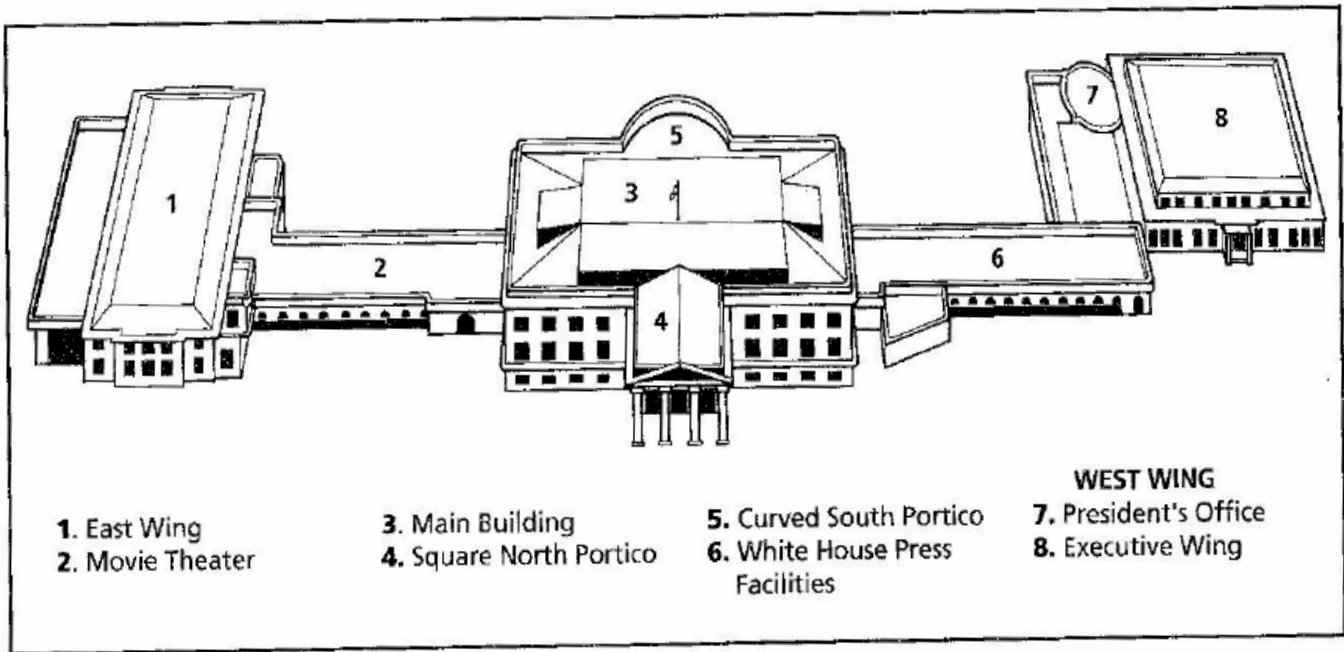 1
2
3
4
5
6
7
8
1. East Wing
2. Movie Theater
3. Main Building
4. Square North Portico
5. Curved South Portico
6. White House Press
Facilities
WEST WING
7. President's Office
8. Executive Wing